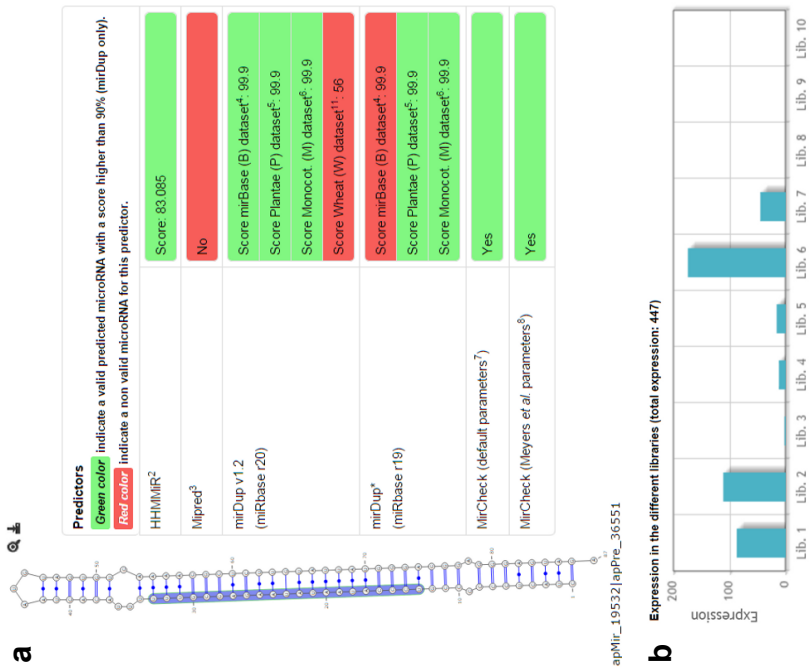 a
Predictors
Green color indicate a valid predicted microRNA with a score higher than 90% (mirDup only).
Red color indicate a non valid microRNA for this predictor.
HHMMiR2 Score: 83.085
Mipred3 No
mirDup v1.2
(miRbase r20)
Score mirBase (B) dataset4: 99.9
Score Plantae (P) dataset5: 99.9
Score Monocot. (M) dataset6: 99.9
Score Wheat (W) dataset11: 56
mirDup*
(miRbase r19)
Score mirBase (B) dataset4: 99.9
Score Plantae (P) dataset5: 99.9
Score Monocot. (M) dataset6: 99.9
MirCheck (default parameters7) Yes
MirCheck (Meyers et al. parameters8) Yes
apMir_19532|apPre_36551
b
Expression in the different libraries (total expression: 447)
Expression
200
100
0
Lib. 1 Lib. 2 Lib. 3 Lib. 4 Lib. 5 Lib. 6 Lib. 7 Lib. 8 Lib. 9 Lib. 10